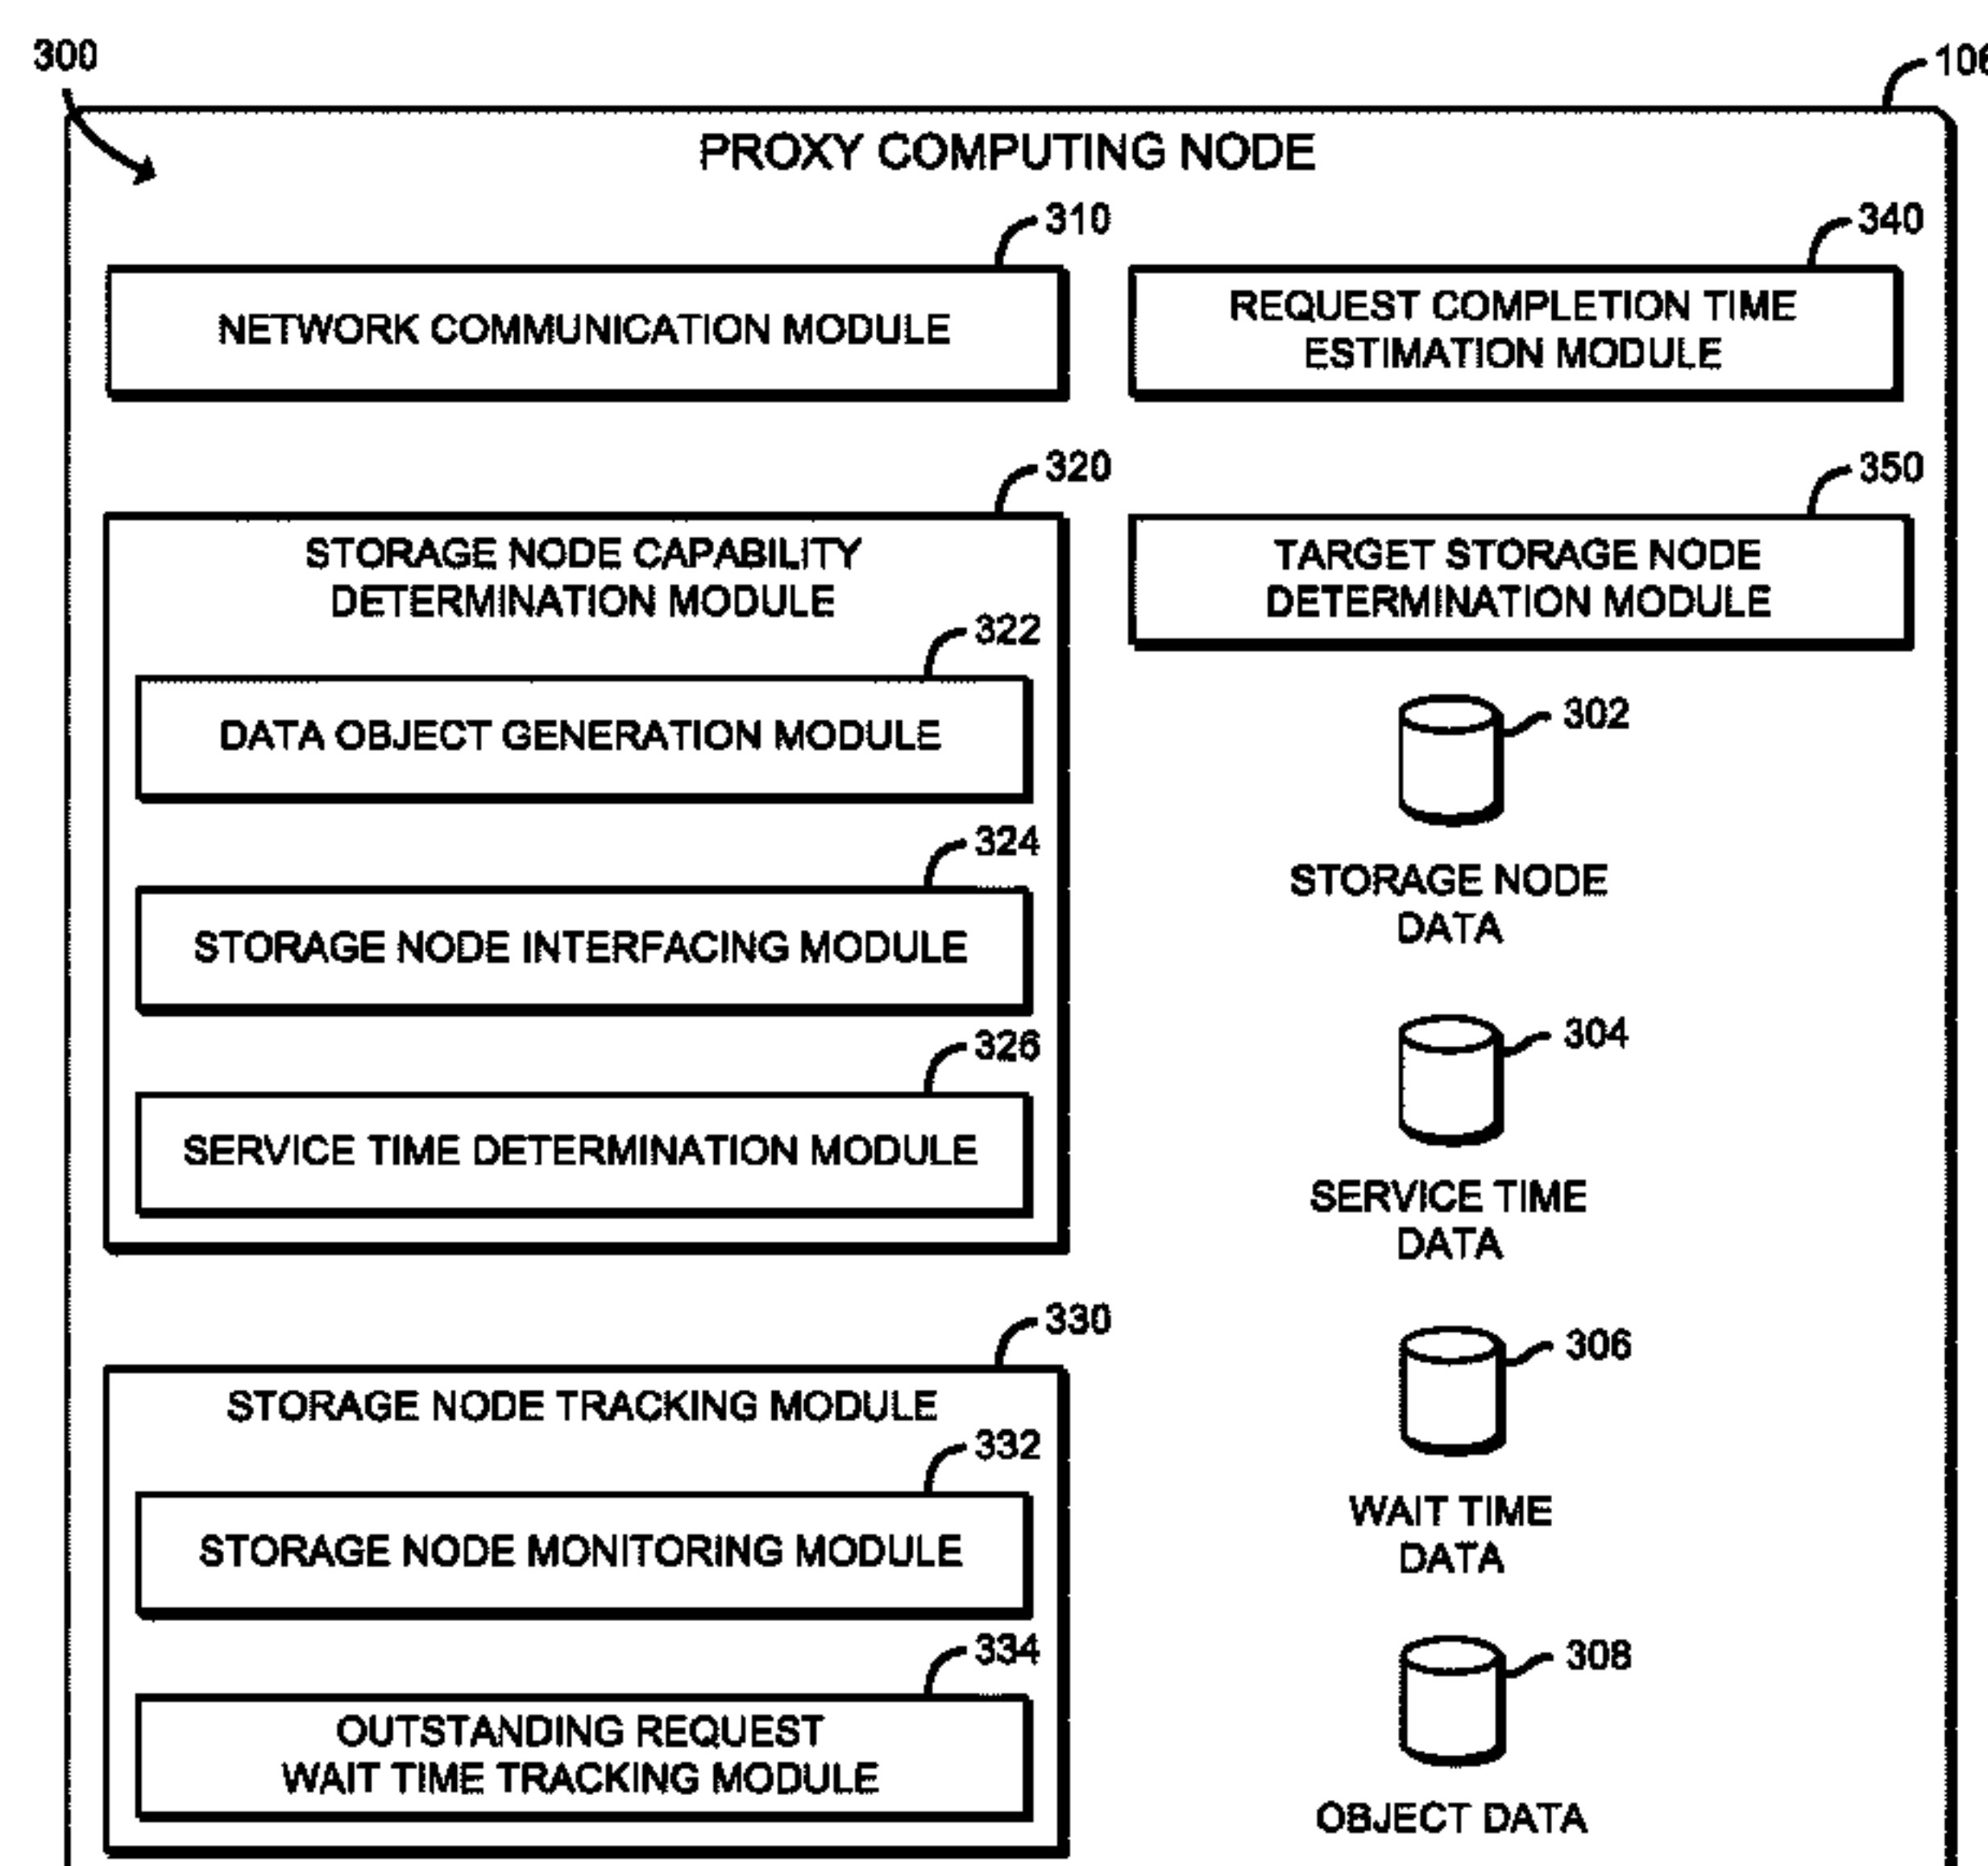 300
106
PROXY COMPUTING NODE
310
NETWORK COMMUNICATION MODULE
340
REQUEST COMPLETION TIME
ESTIMATION MODULE
320
STORAGE NODE CAPABILITY
DETERMINATION MODULE
322
DATA OBJECT GENERATION MODULE
324
STORAGE NODE INTERFACING MODULE
326
SERVICE TIME DETERMINATION MODULE
350
TARGET STORAGE NODE
DETERMINATION MODULE
302
STORAGE NODE
DATA
304
SERVICE TIME
DATA
330
STORAGE NODE TRACKING MODULE
332
STORAGE NODE MONITORING MODULE
334
OUTSTANDING REQUEST
WAIT TIME TRACKING MODULE
306
WAIT TIME
DATA
308
OBJECT DATA